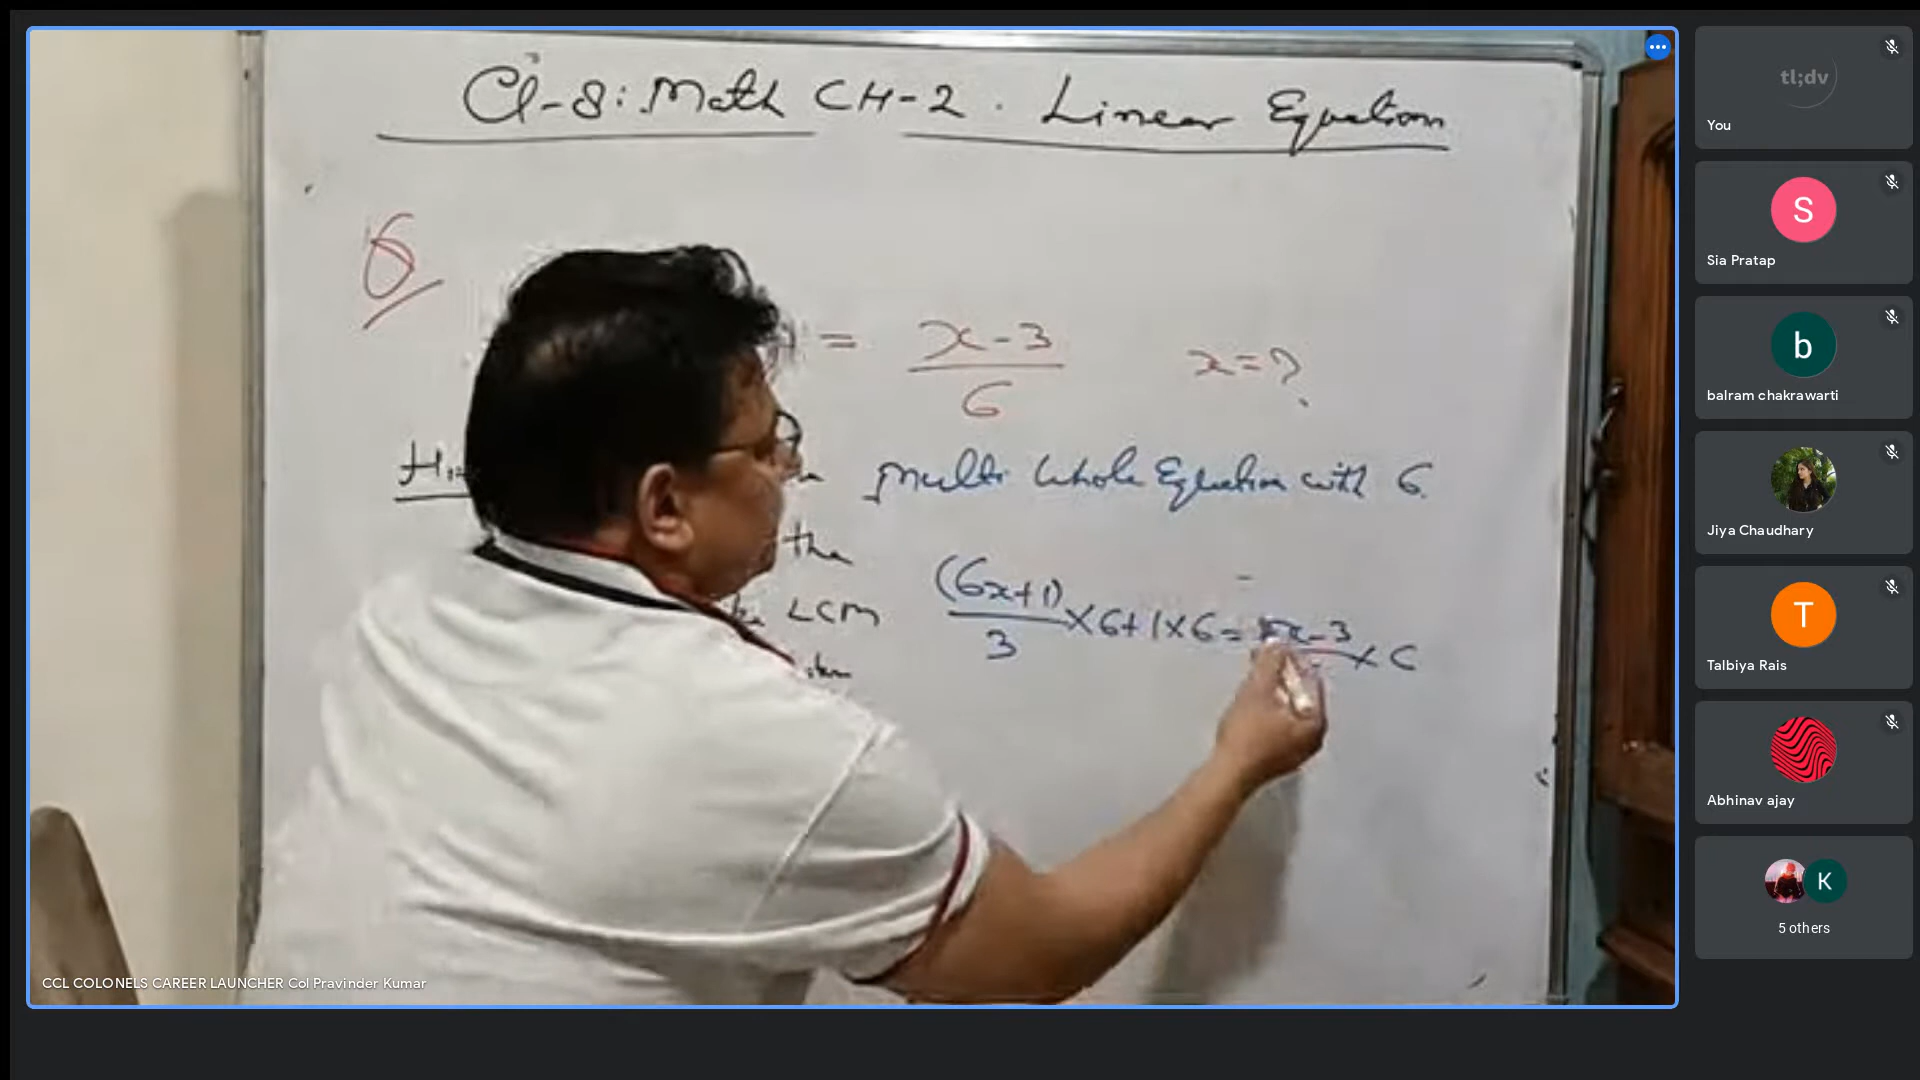 Cl-8: Math CH-2. Linear Equation
6
= x-3
6
x=?
Multi Whole Equation with 6.
the
LCM
(6x+1)
3
×6+1×6=
x-3
×6
CCL COLONELS CAREER LAUNCHER Col Pravinder Kumar
tl;dv
You
S
Sia Pratap
b
balram chakrawarti
Jiya Chaudhary
T
Talbiya Rais
Abhinav ajay
K
5 others